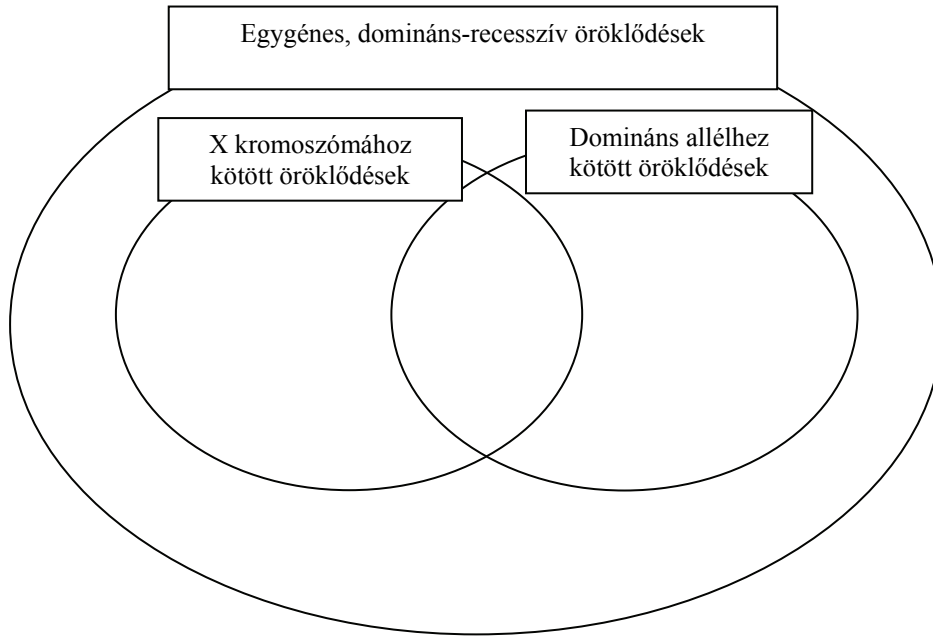 Egygénes, domináns-recesszív öröklődések
X kromoszómához
kötött öröklődések
Domináns allélhez
kötött öröklődések